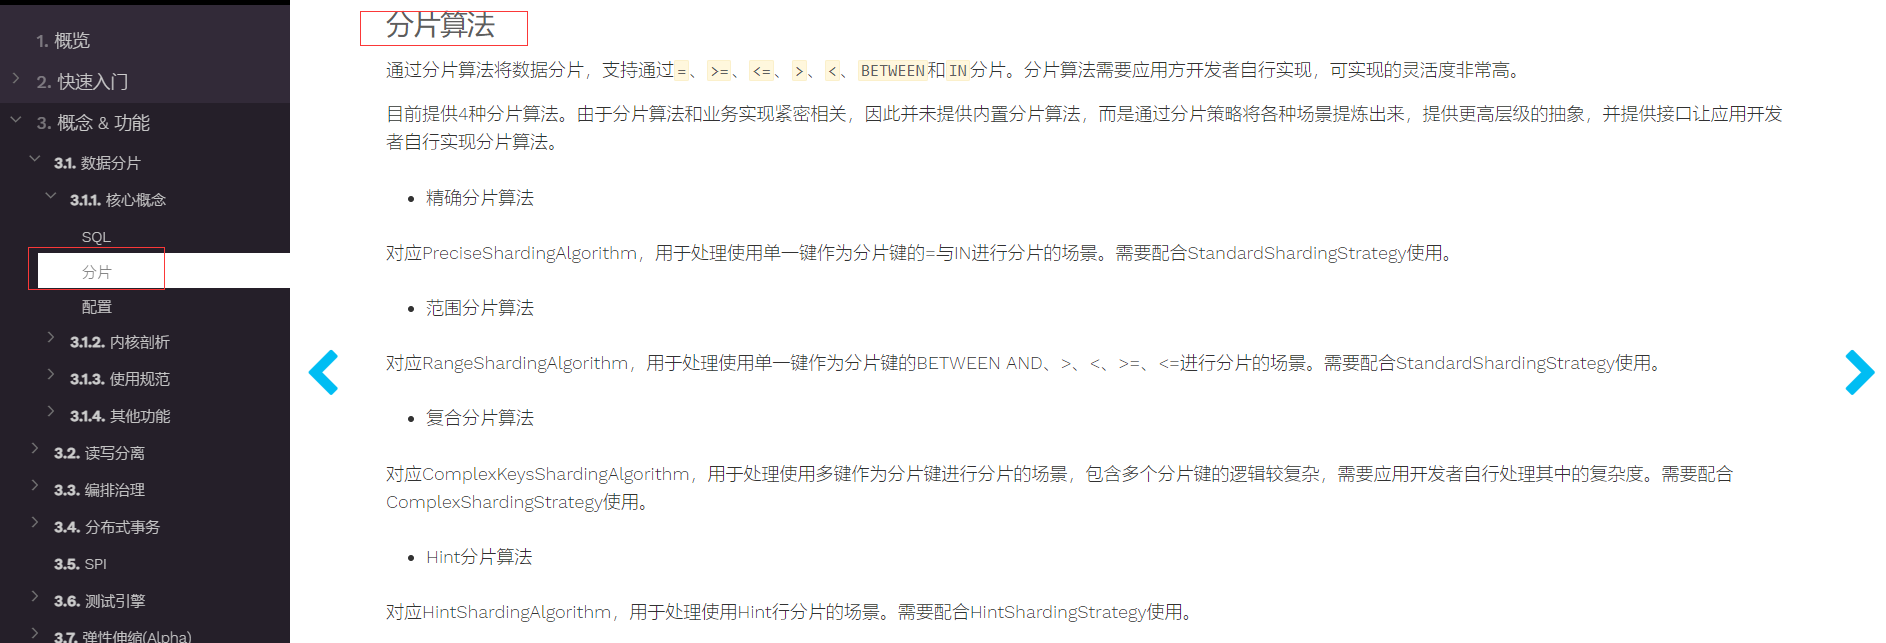 1. 概览
2. 快速入门
3. 概念 & 功能
3.1. 数据分片
3.1.1. 核心概念
SQL
分片
配置
3.1.2. 内核剖析
3.1.3. 使用规范
3.1.4. 其他功能
3.2. 读写分离
3.3. 编排治理
3.4. 分布式事务
3.5. SPI
3.6. 测试引擎
3.7. 弹性伸缩(Alpha)
分片算法
通过分片算法将数据分片，支持通过=、>=、<=、>、<、BETWEEN和IN分片。分片算法需要应用方开发者自行实现，可实现的灵活度非常高。
目前提供4种分片算法。由于分片算法和业务实现紧密相关，因此并未提供内置分片算法，而是通过分片策略将各种场景提炼出来，提供更高层级的抽象，并提供接口让应用开发
者自行实现分片算法。
• 精确分片算法
对应PreciseShardingAlgorithm，用于处理使用单一键作为分片键的=与IN进行分片的场景。需要配合StandardShardingStrategy使用。
• 范围分片算法
对应RangeShardingAlgorithm，用于处理使用单一键作为分片键的BETWEEN AND、>、<、>=、<=进行分片的场景。需要配合StandardShardingStrategy使用。
• 复合分片算法
对应ComplexKeysShardingAlgorithm，用于处理使用多键作为分片键进行分片的场景，包含多个分片键的逻辑较复杂，需要应用开发者自行处理其中的复杂度。需要配合
ComplexShardingStrategy使用。
• Hint分片算法
对应HintShardingAlgorithm，用于处理使用Hint行分片的场景。需要配合HintShardingStrategy使用。